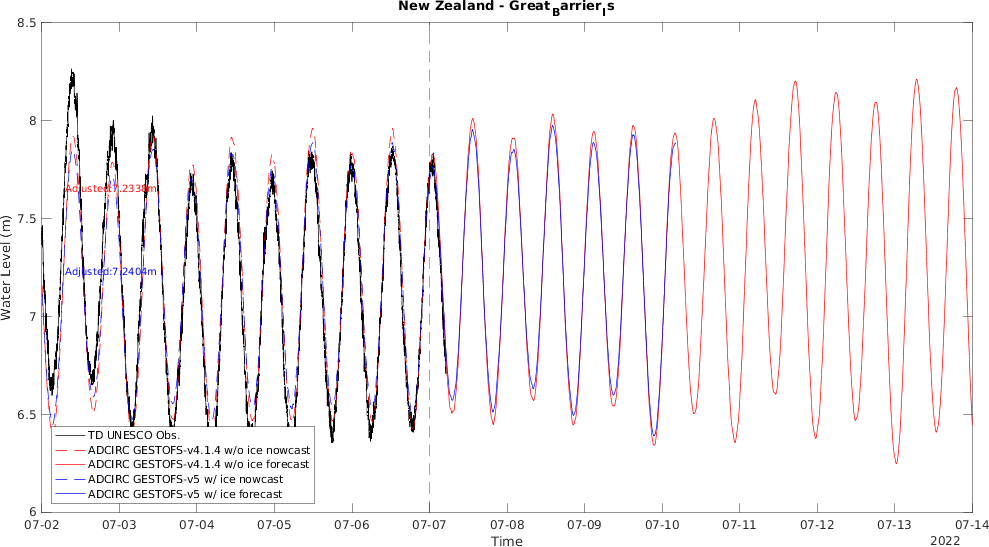 New Zealand - Great_Barrier_Is
8.5
8
7.5
7
6.5
6
Water Level (m)
Adjusted:7.2338m
Adjusted:7.2404m
TD UNESCO Obs.
ADCIRC GESTOFS-v4.1.4 w/o ice nowcast
ADCIRC GESTOFS-v4.1.4 w/o ice forecast
ADCIRC GESTOFS-v5 w/ ice nowcast
ADCIRC GESTOFS-v5 w/ ice forecast
07-02 07-03 07-04 07-05 07-06 07-07 07-08 07-09 07-10 07-11 07-12 07-13 07-14
Time
2022